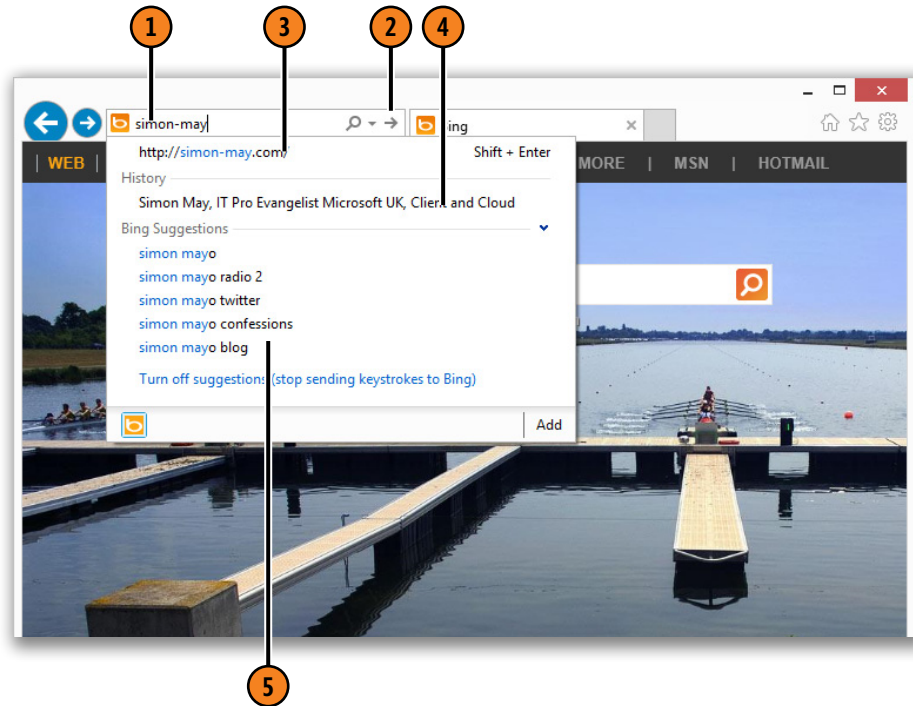 1 3 2 4
simon-may
ing
http://simon-may.com/ Shift + Enter
WEB MORE | MSN | HOTMAIL
History
Simon May, IT Pro Evangelist Microsoft UK, Client and Cloud
Bing Suggestions
simon mayo
simon mayo radio 2
simon mayo twitter
simon mayo confessions
simon mayo blog
Turn off suggestions (stop sending keystrokes to Bing)
Add
5